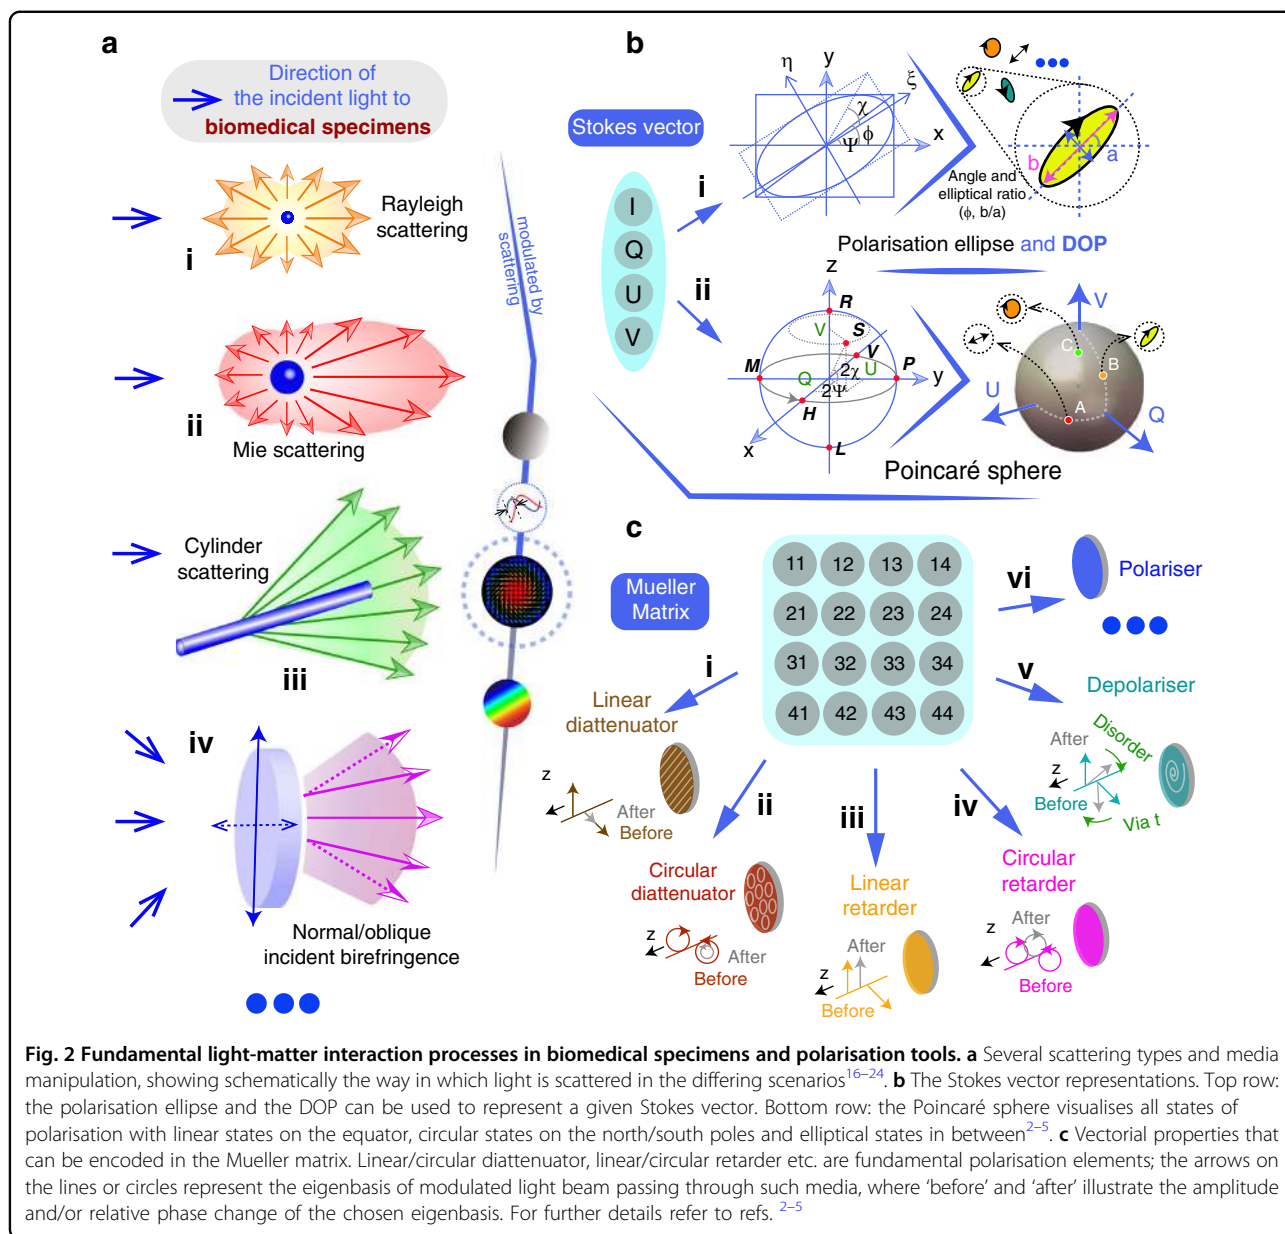 a
Direction of
the incident light to
biomedical specimens
i
Rayleigh
scattering
ii
Mie scattering
Cylinder
scattering
iii
iv
Normal/oblique
incident birefringence
modulated by
scattering
b
Stokes vector
I
Q
U
V
i
η
y
ξ
χ
ϕ
Ψ
x
Angle and
elliptical ratio
(ϕ, b/a)
b
a
Polarisation ellipse and DOP
ii
z
R
V
S
M
V
P
Q
U
2χ
2Ψ
y
H
x
L
V
C
B
U
A
Q
Poincaré sphere
c
Mueller
Matrix
11 12 13 14
21 22 23 24
31 32 33 34
41 42 43 44
i
Linear
diattenuator
z
After
Before
ii
Circular
diattenuator
z
After
Before
iii
Linear
retarder
After
z
Before
iv
Circular
retarder
After
z
Before
v
Depolariser
After
Disorder
z
Before
Via t
vi
Polariser
Fig. 2 Fundamental light-matter interaction processes in biomedical specimens and polarisation tools. a Several scattering types and media
manipulation, showing schematically the way in which light is scattered in the differing scenarios16–24. b The Stokes vector representations. Top row:
the polarisation ellipse and the DOP can be used to represent a given Stokes vector. Bottom row: the Poincaré sphere visualises all states of
polarisation with linear states on the equator, circular states on the north/south poles and elliptical states in between2–5. c Vectorial properties that
can be encoded in the Mueller matrix. Linear/circular diattenuator, linear/circular retarder etc. are fundamental polarisation elements; the arrows on
the lines or circles represent the eigenbasis of modulated light beam passing through such media, where ‘before’ and ‘after’ illustrate the amplitude
and/or relative phase change of the chosen eigenbasis. For further details refer to refs. 2–5